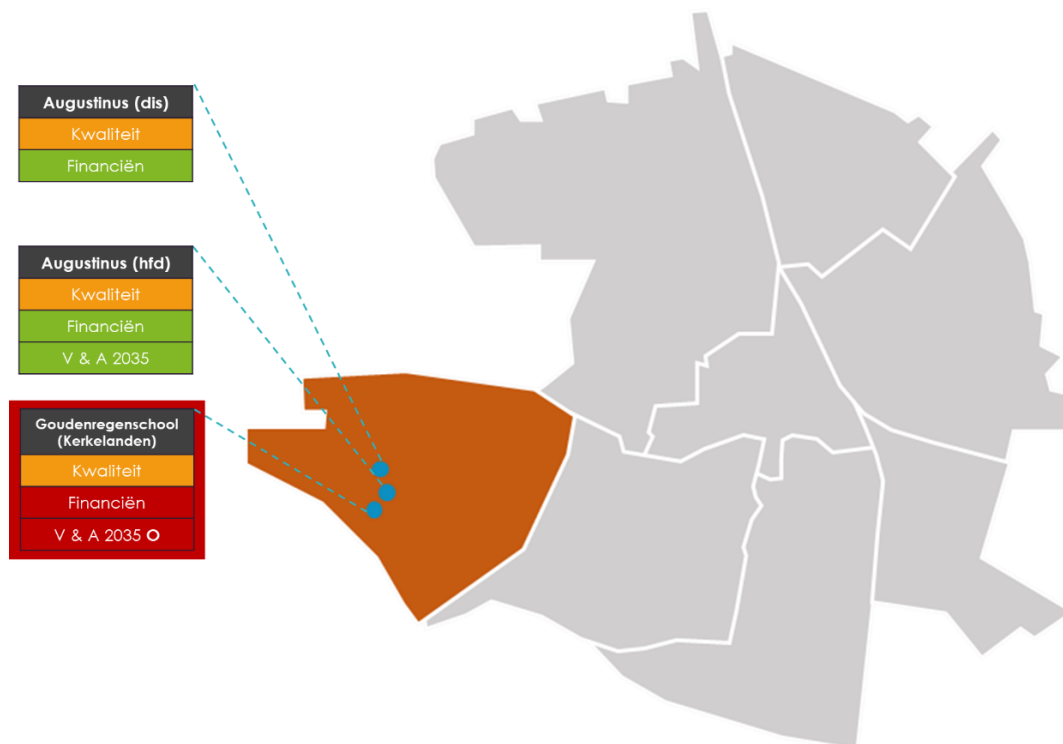 Augustinus (dis)
Kwaliteit
Financiën
Augustinus (hfd)
Kwaliteit
Financiën
V & A 2035
Goudenregenschool
(Kerkelanden)
Kwaliteit
Financiën
V & A 2035 O